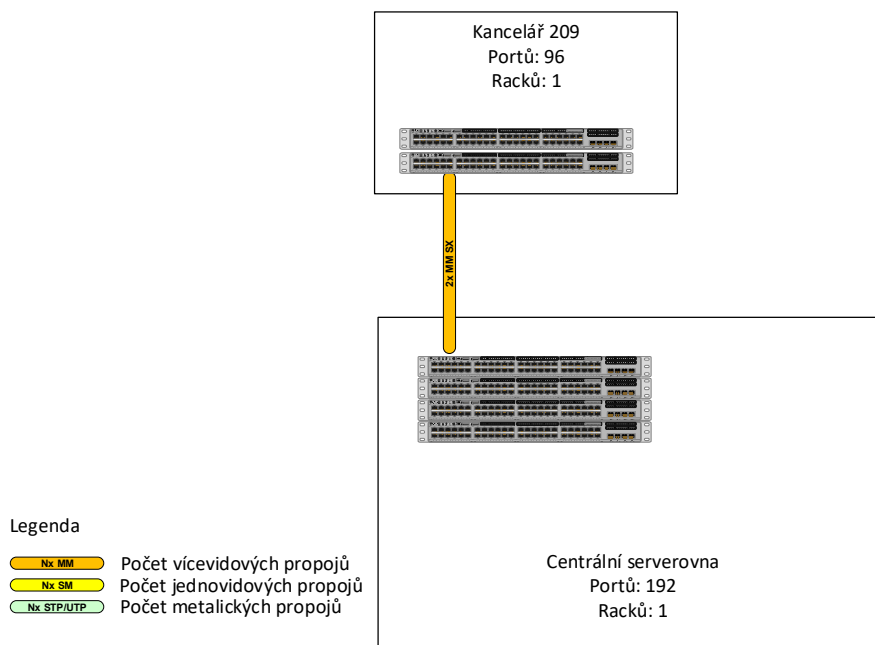 Kancelář 209
Portů: 96
Racků: 1
2x MM SX
Legenda
Nx MM Počet vícevidových propojů
Nx SM Počet jednovidových propojů
Nx STP/UTP Počet metalických propojů
Centrální serverovna
Portů: 192
Racků: 1